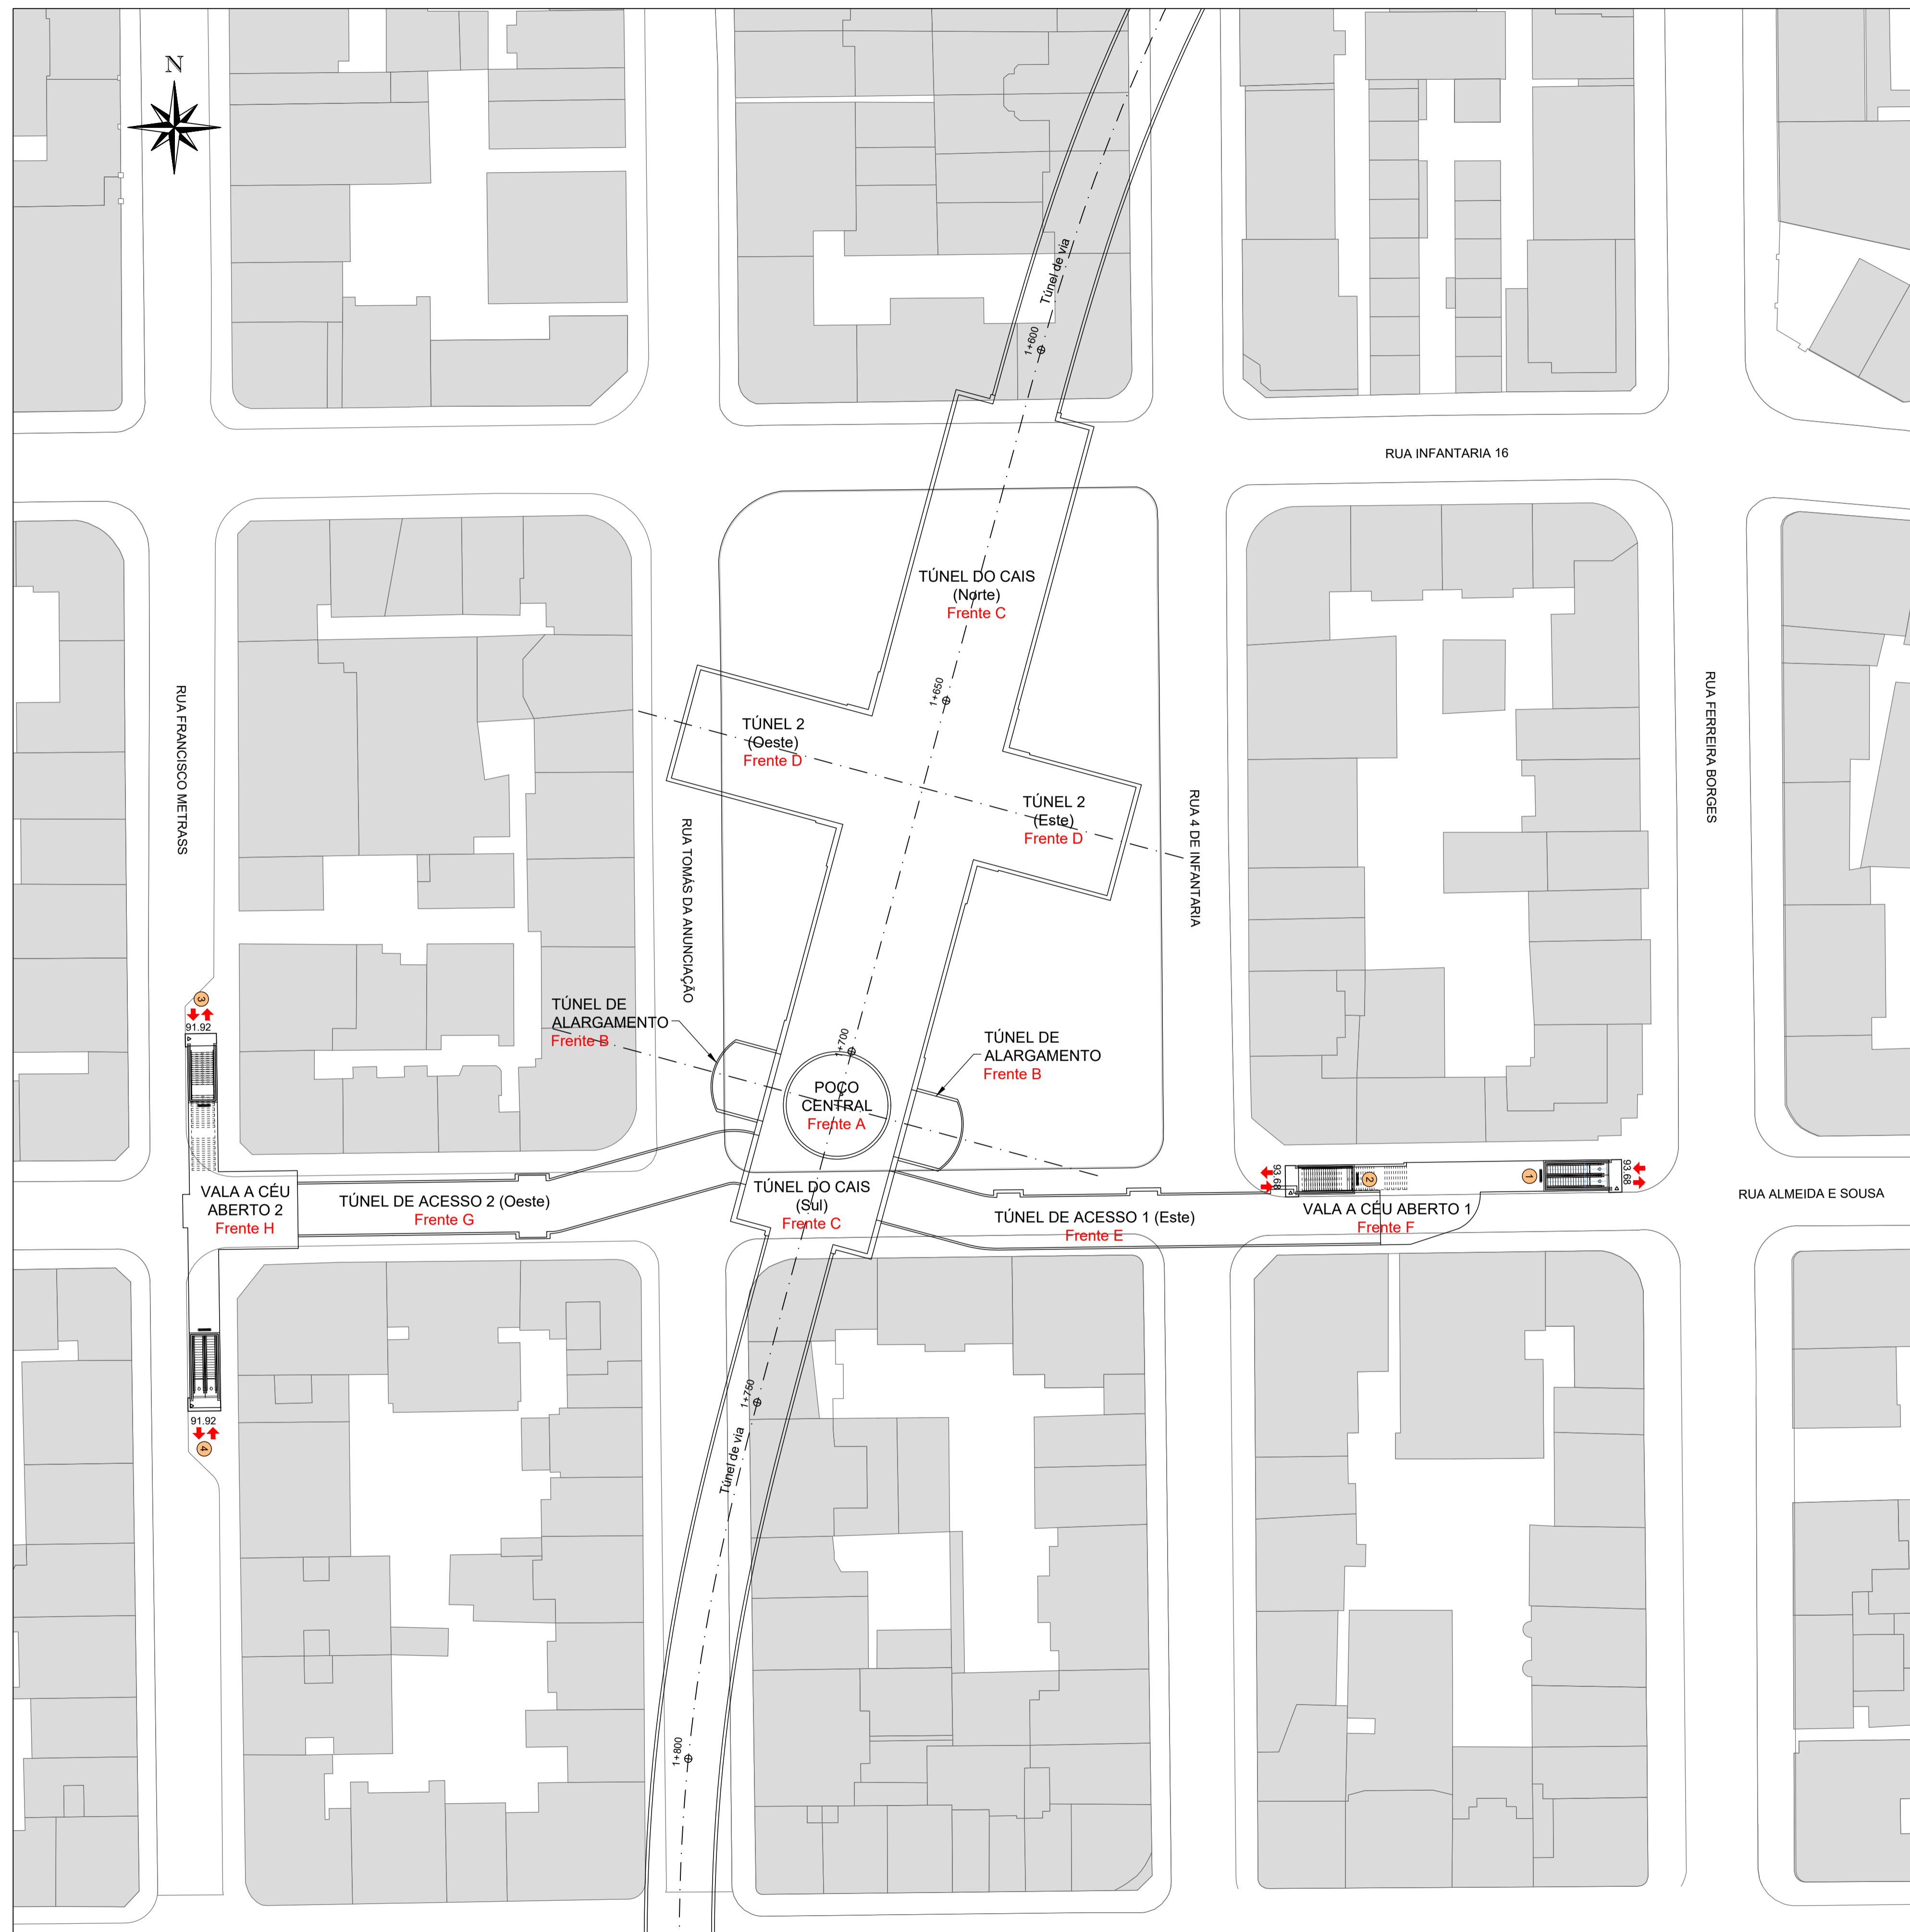 N
Túnel de via
1+600
RUA INFANTARIA 16
TÚNEL DO CAIS
(Norte)
Frente C
1+650
RUA FRANCISCO METRASS
TÚNEL 2
(Oeste)
Frente D
RUA FERREIRA BORGES
TÚNEL 2
(Este)
Frente D
RUA 4 DE INFANTARIA
RUA TOMÁS DA ANUNCIAÇÃO
3
91.92
TÚNEL DE
ALARGAMENTO
Frente B
1+700
TÚNEL DE
ALARGAMENTO
Frente B
POÇO
CENTRAL
Frente A
93.68
2
1
93.68
VALA A CÉU
ABERTO 2
Frente H
TÚNEL DE ACESSO 2 (Oeste)
Frente G
TÚNEL DO CAIS
(Sul)
Frente C
TÚNEL DE ACESSO 1 (Este)
Frente E
VALA A CÉU ABERTO 1
Frente F
RUA ALMEIDA E SOUSA
91.92
4
1+750
Túnel de via
1+800